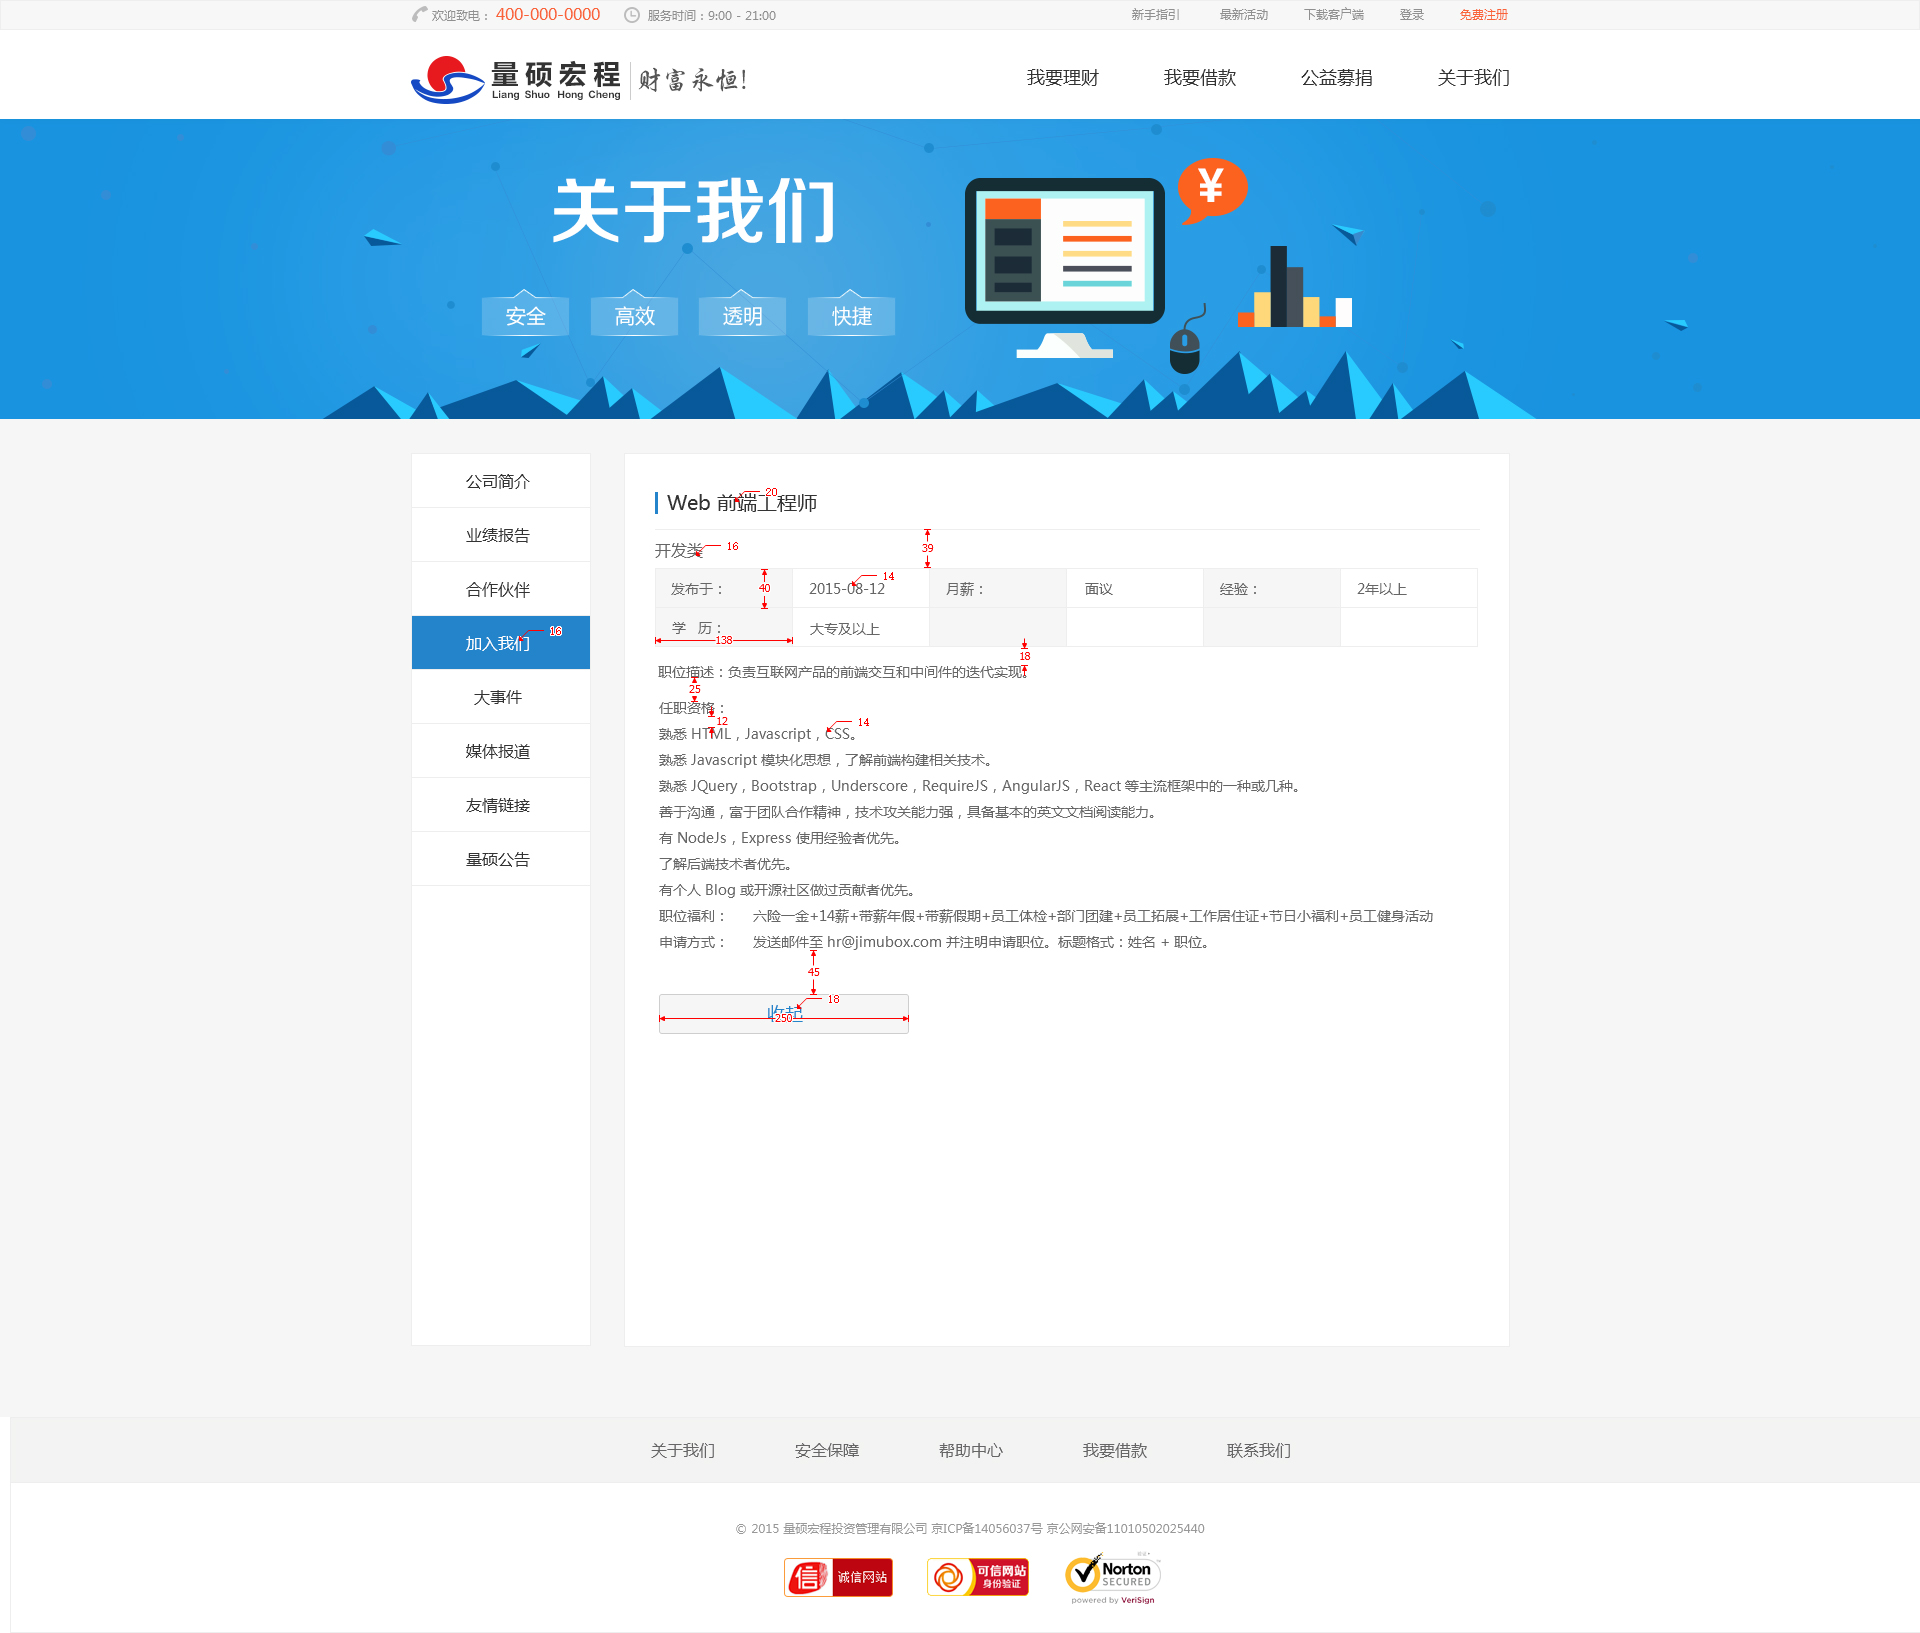 欢迎致电： 400-000-0000 服务时间：9:00 - 21:00 新手指引 最新活动 下载客户端 登录 免费注册
量硕宏程 财富永恒! 我要理财 我要借款 公益募捐 关于我们
Liang Shuo Hong Cheng
关于我们
¥
安全 高效 透明 快捷
公司简介
业绩报告
合作伙伴
加入我们 16
大事件
媒体报道
友情链接
量硕公告
Web 前端工程师 20
开发类 16 39
发布于： 40 2015-08-12 14 月薪： 面议 经验： 2年以上
学 历： 大专及以上
138
18
职位描述：负责互联网产品的前端交互和中间件的迭代实现。
25
任职资格：
12 14
熟悉 HTML，Javascript，CSS。
熟悉 Javascript 模块化思想，了解前端构建相关技术。
熟悉 JQuery，Bootstrap，Underscore，RequireJS，AngularJS，React 等主流框架中的一种或几种。
善于沟通，富于团队合作精神，技术攻关能力强，具备基本的英文文档阅读能力。
有 NodeJs，Express 使用经验者优先。
了解后端技术者优先。
有个人 Blog 或开源社区做过贡献者优先。
职位福利： 六险一金+14薪+带薪年假+带薪假期+员工体检+部门团建+员工拓展+工作居住证+节日小福利+员工健身活动
申请方式： 发送邮件至 hr@jimubox.com 并注明申请职位。标题格式：姓名 + 职位。
45
18
收起
250
关于我们 安全保障 帮助中心 我要借款 联系我们
© 2015 量硕宏程投资管理有限公司 京ICP备14056037号 京公网安备11010502025440
信 诚信网站 可信网站 Norton
身份验证 SECURED
powered by VeriSign